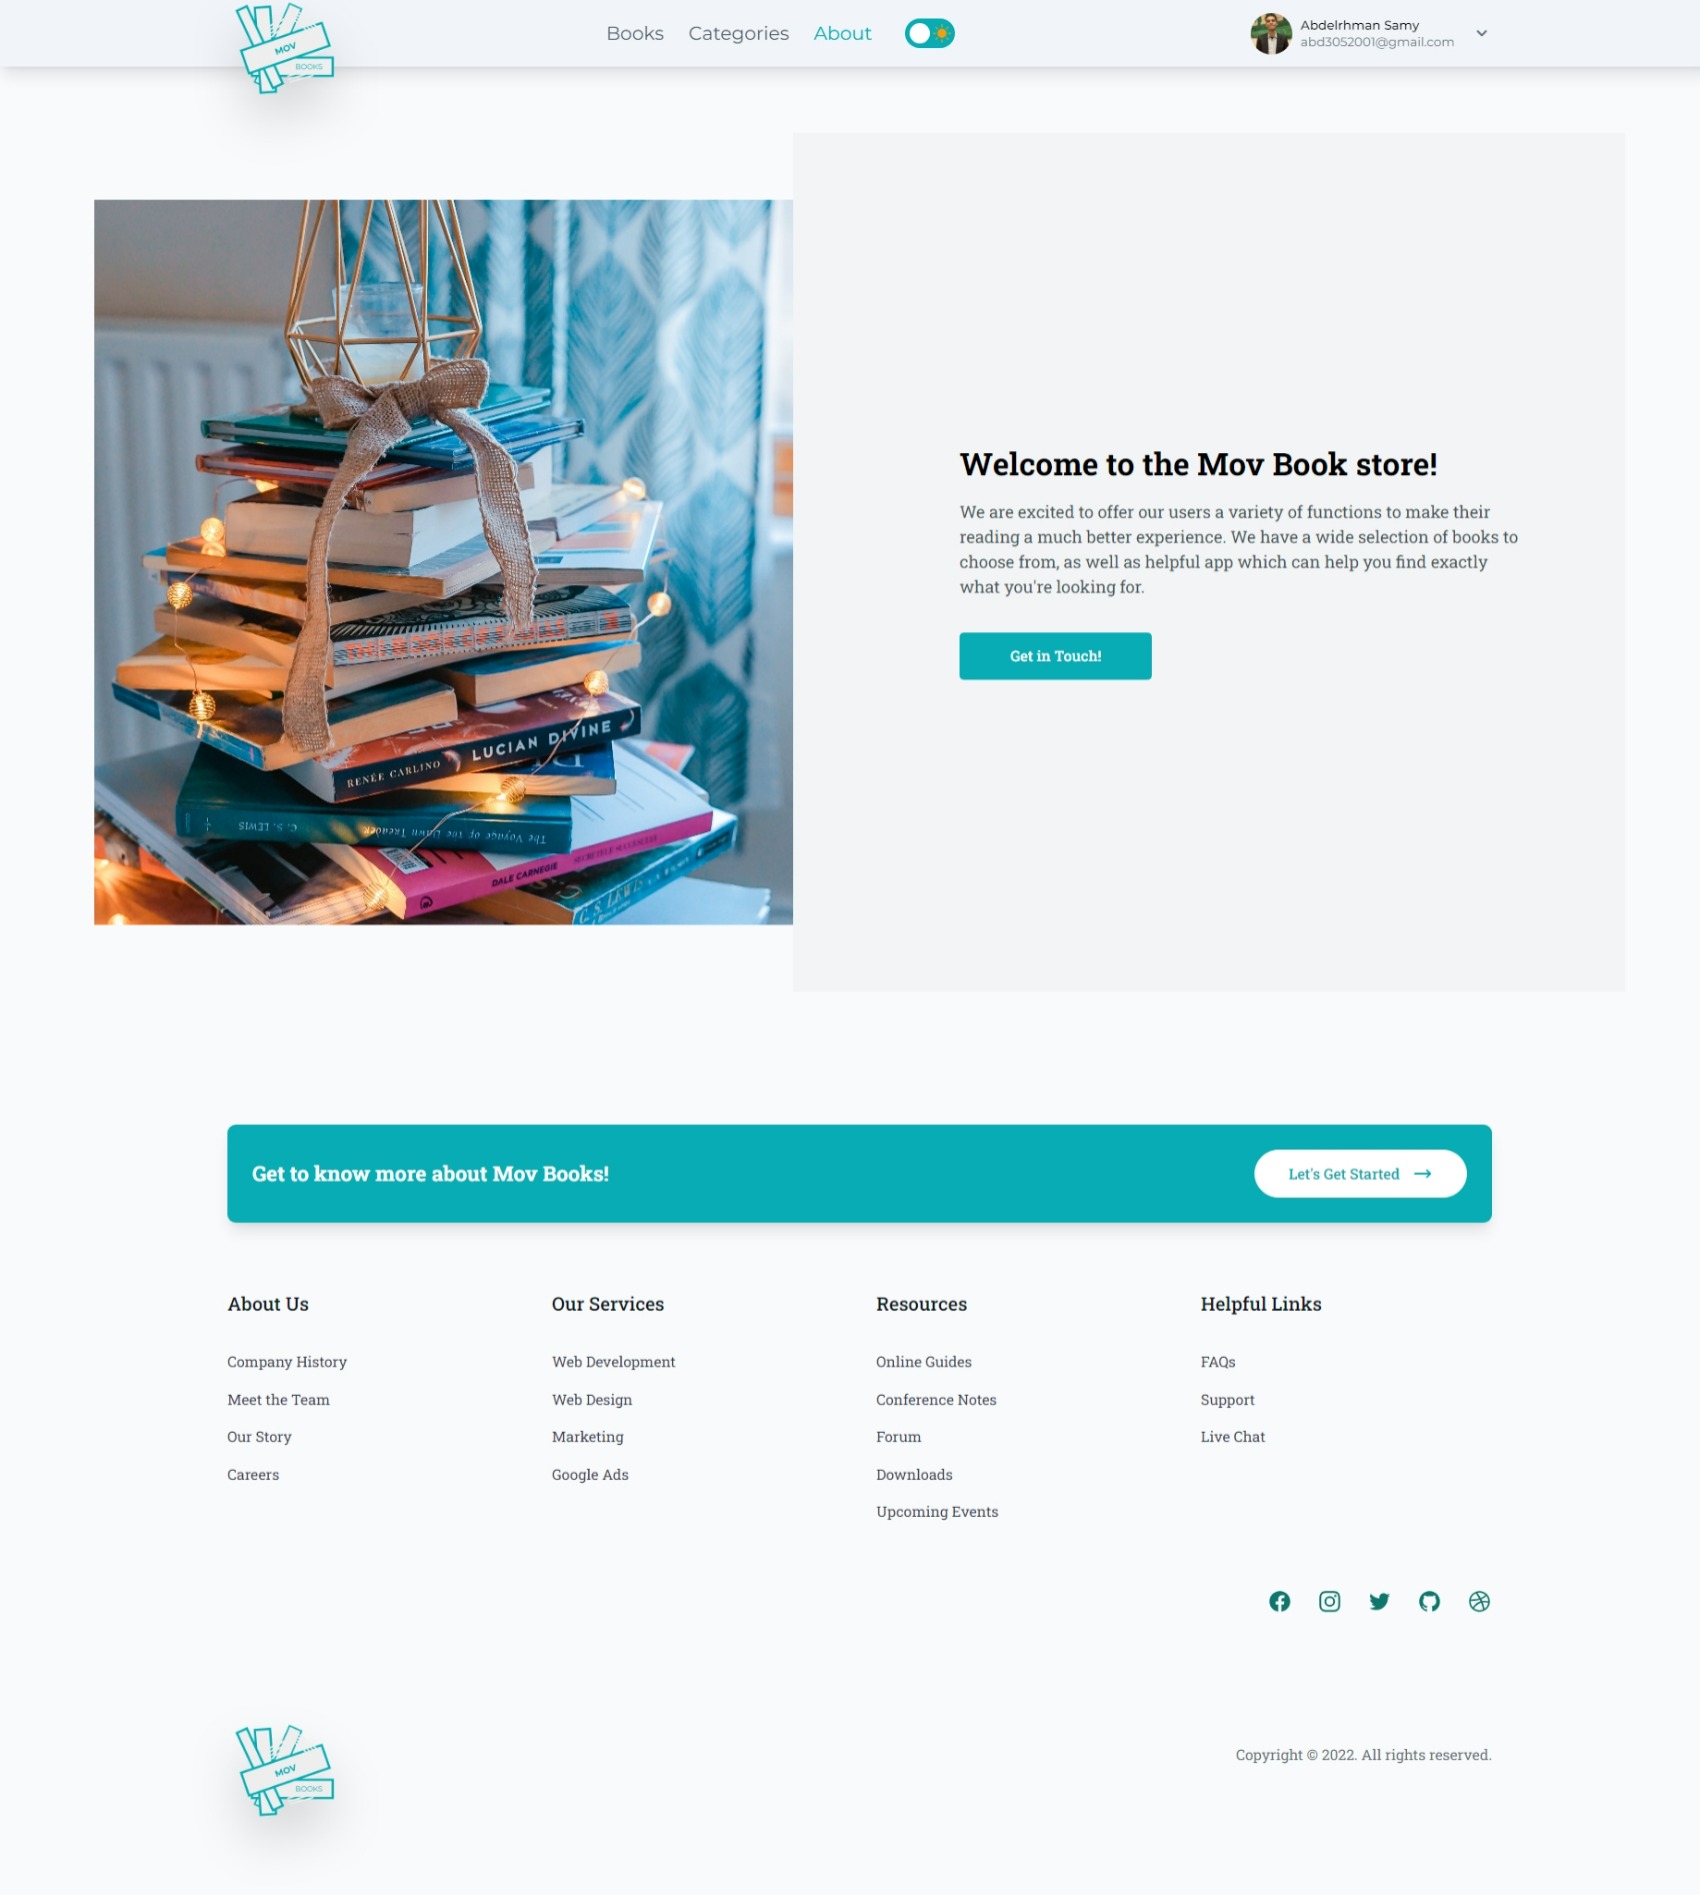 MOV
BOOKS
Books
Categories
About
Abdelrhman Samy
abd3052001@gmail.com
RENÉE CARLINO
LUCIAN DIVINE
C. S. LEWIS
The Voyage of the Dawn Treader
DALE CARNEGIE
SECRETELE SUCCESULUI
C. S. LEWIS
Welcome to the Mov Book store!
We are excited to offer our users a variety of functions to make their
reading a much better experience. We have a wide selection of books to
choose from, as well as helpful app which can help you find exactly
what you're looking for.
Get in Touch!
Get to know more about Mov Books!
Let's Get Started
About Us
Company History
Meet the Team
Our Story
Careers
Our Services
Web Development
Web Design
Marketing
Google Ads
Resources
Online Guides
Conference Notes
Forum
Downloads
Upcoming Events
Helpful Links
FAQs
Support
Live Chat
MOV
BOOKS
Copyright © 2022. All rights reserved.